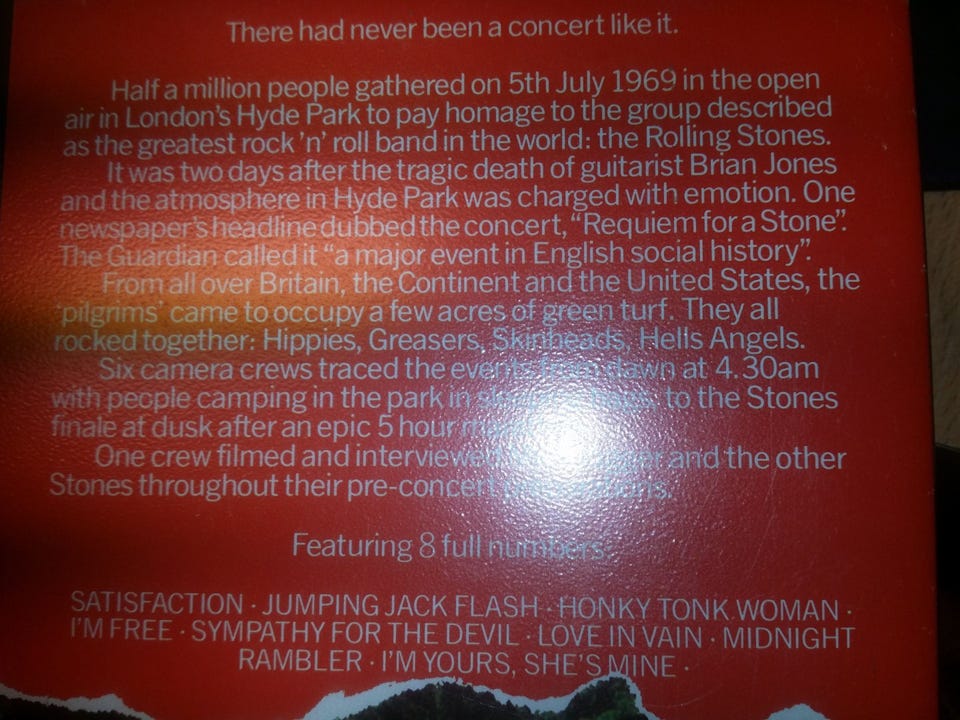 There had never been a concert like it.
Half a million people gathered on 5th July 1969 in the open
air in London's Hyde Park to pay homage to the group described
as the greatest rock 'n' roll band in the world: the Rolling Stones.
It was two days after the tragic death of guitarist Brian Jones
and the atmosphere in Hyde Park was charged with emotion. One
newspaper's headline dubbed the concert, "Requiem for a Stone".
The Guardian called it "a major event in English social history".
From all over Britain, the Continent and the United States, the
'pilgrims' came to occupy a few acres of green turf. They all
rocked together: Hippies, Greasers, Skinheads, Hells Angels.
Six camera crews traced the events from dawn at 4.30am
with people camping in the park in to the Stones
finale at dusk after an epic 5 hour
One crew filmed and interviewed and the other
Stones throughout their pre-concert
Featuring 8 full numbers
SATISFACTION · JUMPING JACK FLASH · HONKY TONK WOMAN ·
I'M FREE · SYMPATHY FOR THE DEVIL · LOVE IN VAIN · MIDNIGHT
RAMBLER · I'M YOURS, SHE'S MINE ·